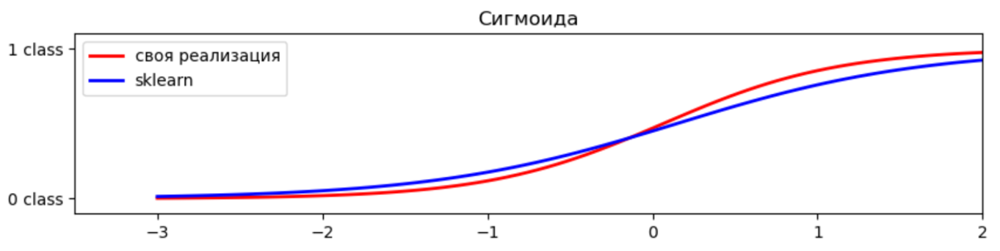 Сигмоида
1 class
своя реализация
sklearn
0 class
−3 −2 −1 0 1 2